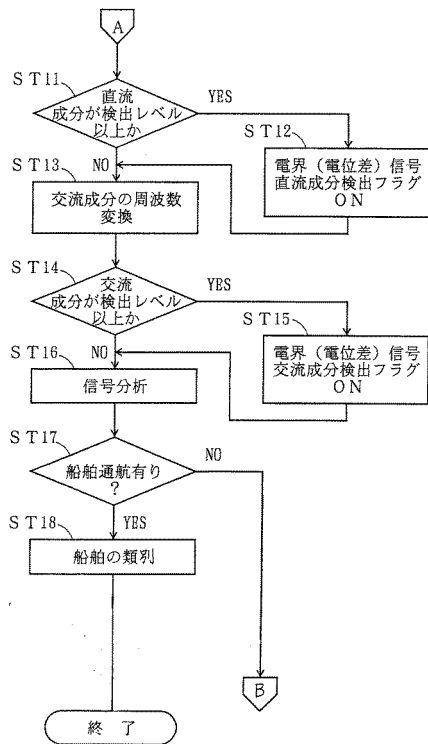 A
ST11
直流
成分が検出レベル
以上か
YES
ST12
電界（電位差）信号
直流成分検出フラグ
ON
NO
ST13
交流成分の周波数
変換
ST14
交流
成分が検出レベル
以上か
YES
ST15
電界（電位差）信号
交流成分検出フラグ
ON
NO
ST16
信号分析
ST17
船舶通航有り
?
NO
YES
ST18
船舶の類別
B
終了